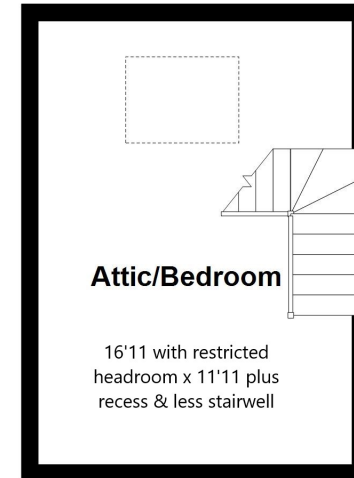 Attic/Bedroom
16'11 with restricted
headroom x 11'11 plus
recess & less stairwell